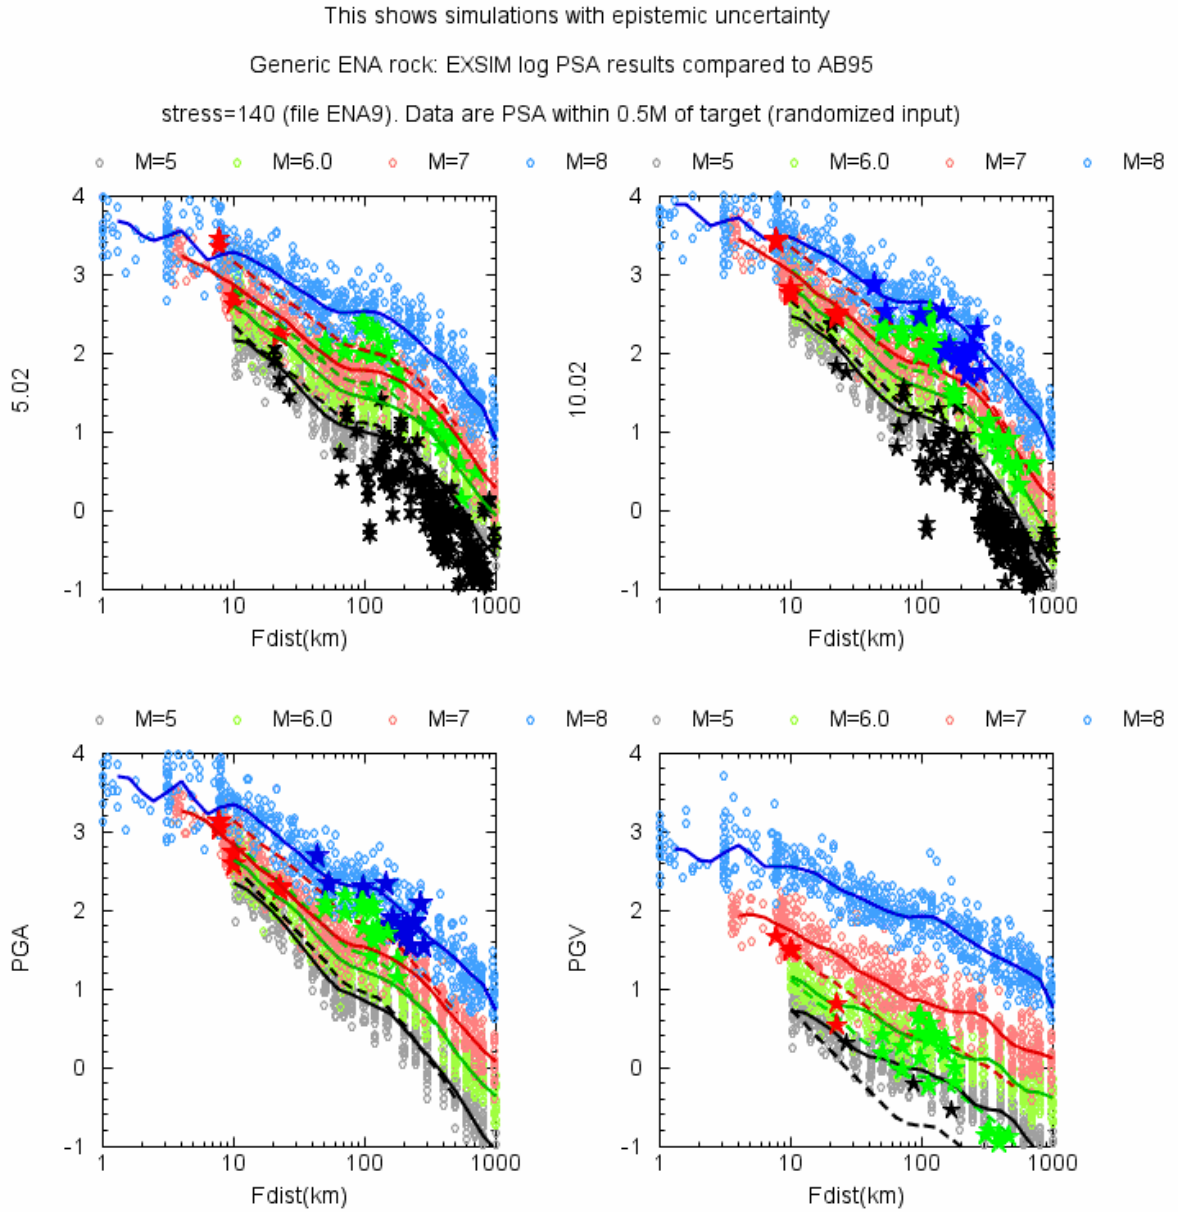 This shows simulations with epistemic uncertainty
Generic ENA rock: EXSIM log PSA results compared to AB95
stress=140 (file ENA9). Data are PSA within 0.5M of target (randomized input)
M=5 M=6.0 M=7 M=8 M=5 M=6.0 M=7 M=8
4
3
2
1
0
-1
5.02
1 10 100 1000
Fdist(km)
4
3
2
1
0
-1
10.02
1 10 100 1000
Fdist(km)
M=5 M=6.0 M=7 M=8 M=5 M=6.0 M=7 M=8
4
3
2
1
0
-1
PGA
1 10 100 1000
Fdist(km)
4
3
2
1
0
-1
PGV
1 10 100 1000
Fdist(km)